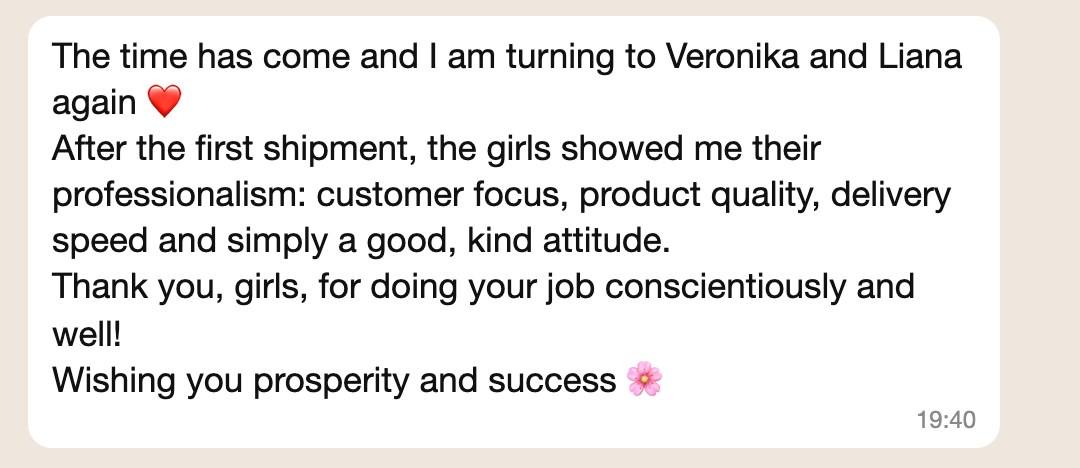 The time has come and I am turning to Veronika and Liana
again ❤️
After the first shipment, the girls showed me their
professionalism: customer focus, product quality, delivery
speed and simply a good, kind attitude.
Thank you, girls, for doing your job conscientiously and
well!
Wishing you prosperity and success 🌸
19:40